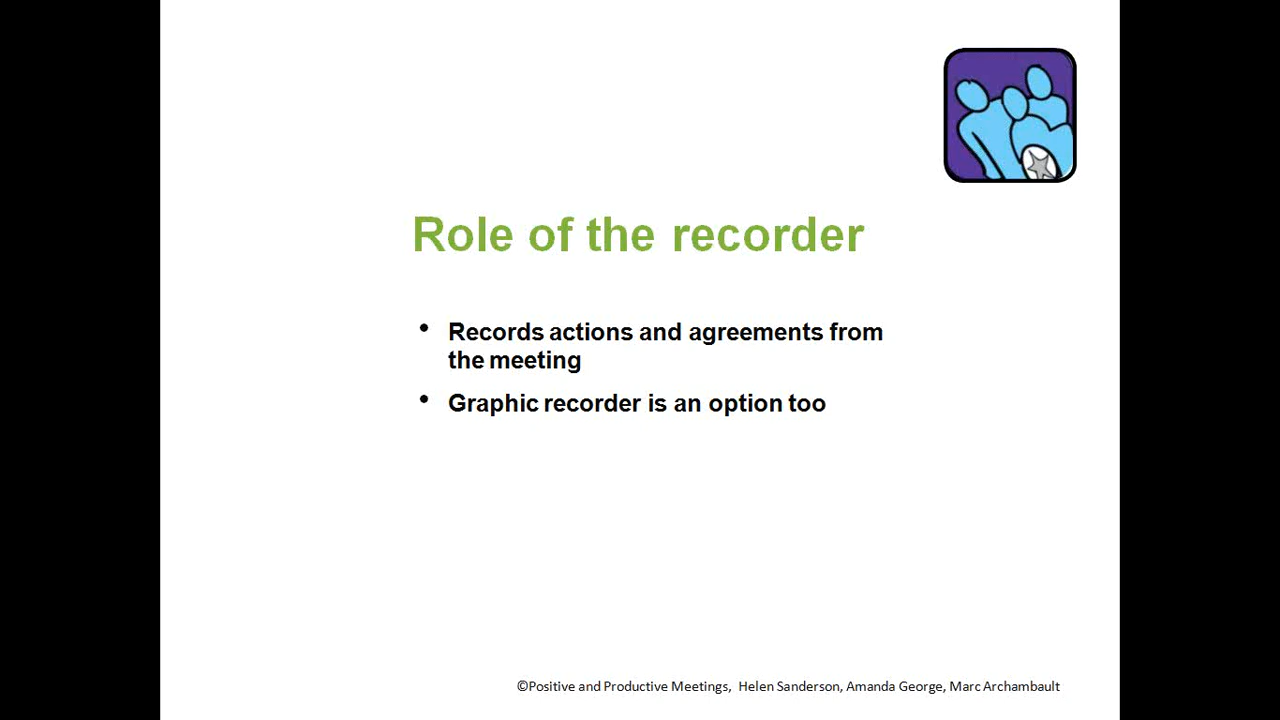 Role of the recorder
• Records actions and agreements from
the meeting
• Graphic recorder is an option too
©Positive and Productive Meetings, Helen Sanderson, Amanda George, Marc Archambault